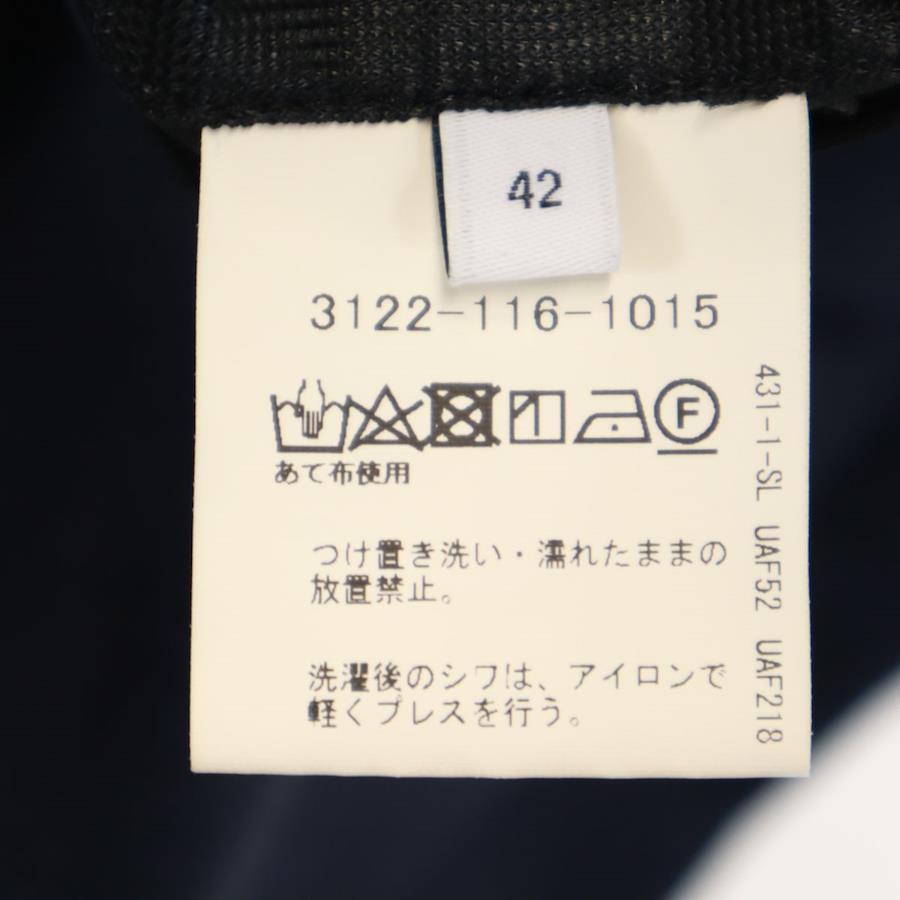 42
3122-116-1015
F
あて布使用
つけ置き洗い・濡れたままの
放置禁止。
洗濯後のシワは、アイロンで
軽くプレスを行う。
431-1-SL UAF52 UAF218